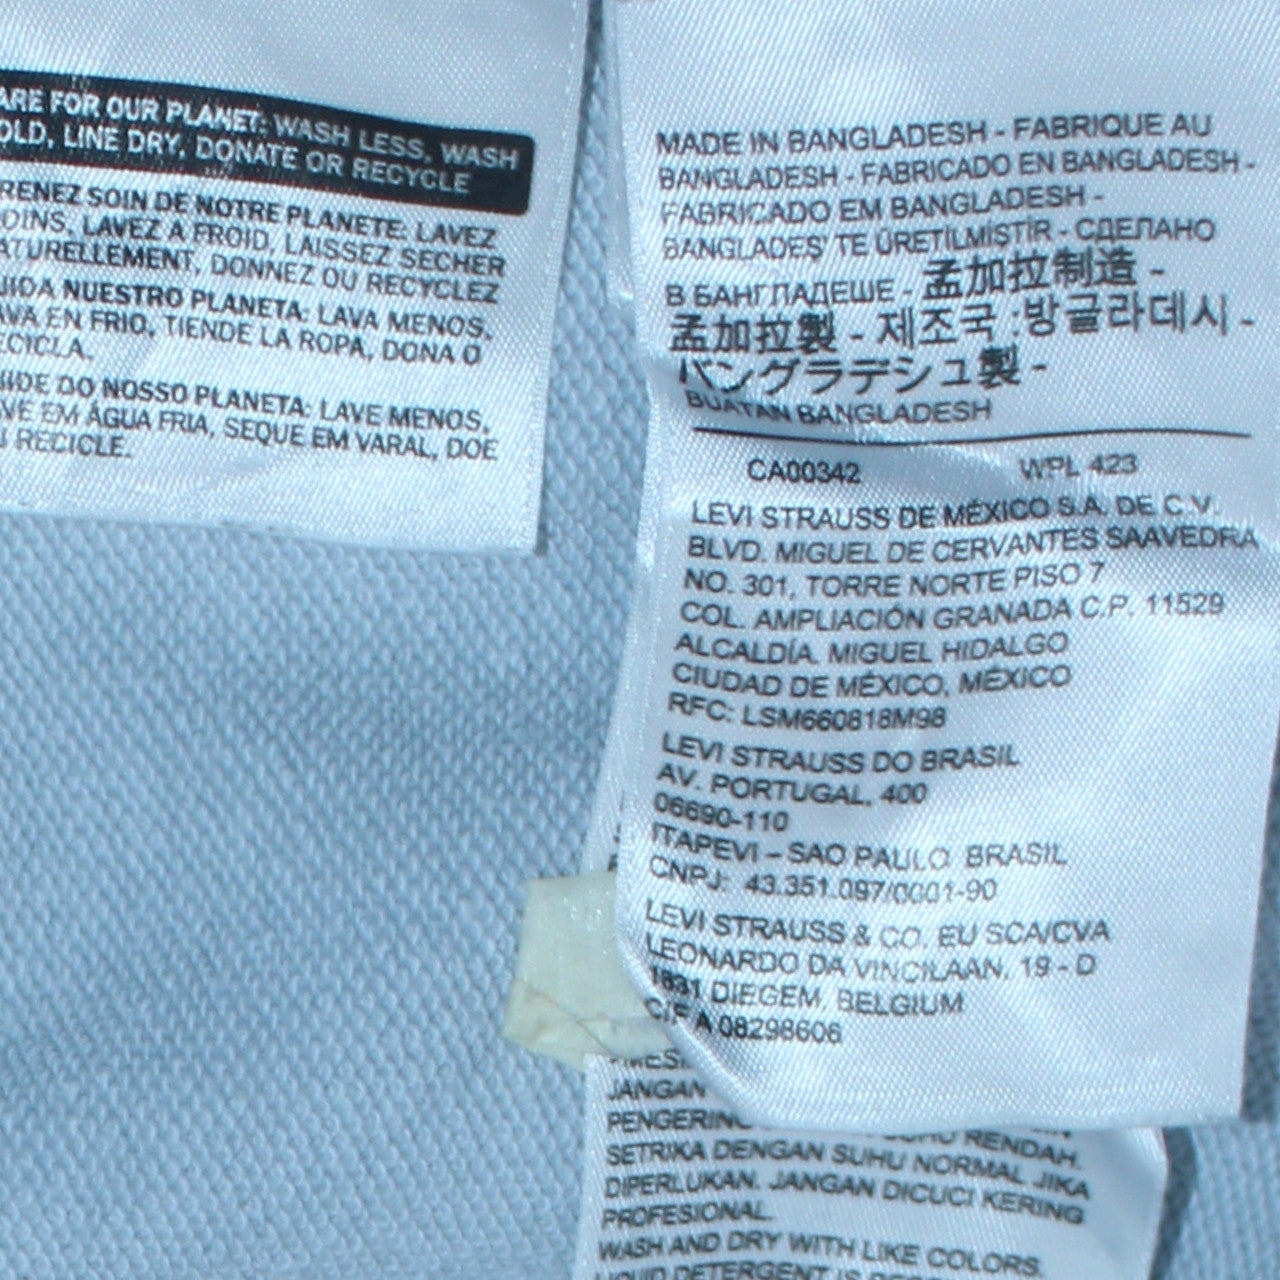 ARE FOR OUR PLANET: WASH LESS, WASH
OLD, LINE DRY, DONATE OR RECYCLE
RENEZ SOIN DE NOTRE PLANETE: LAVEZ
OINS, LAVEZ A FROID, LAISSEZ SECHER
ATURELLEMENT, DONNEZ OU RECYCLEZ
UIDA NUESTRO PLANETA: LAVA MENOS,
AVA EN FRIO, TIENDE LA ROPA, DONA O
ECICLA.
UIDE DO NOSSO PLANETA: LAVE MENOS,
AVE EM ÁGUA FRIA, SEQUE EM VARAL, DOE
U RECICLE.
MADE IN BANGLADESH - FABRIQUE AU
BANGLADESH - FABRICADO EN BANGLADESH -
FABRICADO EM BANGLADESH -
BANGLADEŞ' TE ÜRETİLMİŞTİR - СДЕЛАНО
В БАНГЛАДЕШЕ - 孟加拉制造 -
孟加拉製 - 제조국 :방글라데시 -
バングラデシュ製 -
BUATAN BANGLADESH
CA00342 WPL 423
LEVI STRAUSS DE MÉXICO S.A. DE C.V.
BLVD. MIGUEL DE CERVANTES SAAVEDRA
NO. 301, TORRE NORTE PISO 7
COL. AMPLIACIÓN GRANADA C.P. 11529
ALCALDÍA. MIGUEL HIDALGO
CIUDAD DE MÉXICO, MÉXICO
RFC: LSM660818M98
LEVI STRAUSS DO BRASIL
AV. PORTUGAL, 400
06690-110
ITAPEVI – SAO PAULO BRASIL
CNPJ: 43.351.097/0001-90
LEVI STRAUSS & CO. EU SCA/CVA
LEONARDO DA VINCILAAN, 19 - D
1831 DIEGEM, BELGIUM
CIF A 08298606
JANGAN
PENGERING SUHU RENDAH.
SETRIKA DENGAN SUHU NORMAL JIKA
DIPERLUKAN. JANGAN DICUCI KERING
PROFESIONAL.
WASH AND DRY WITH LIKE COLORS.
LIQUID DETERGENT IS